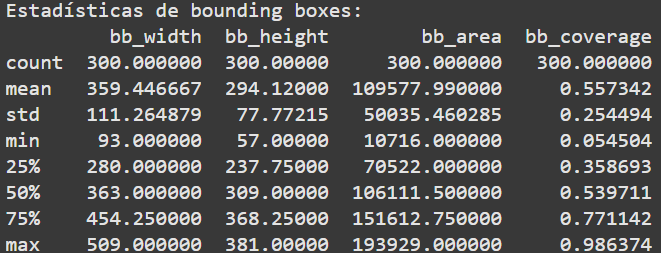 Estadísticas de bounding boxes:
bb_width bb_height bb_area bb_coverage
count 300.000000 300.00000 300.000000 300.000000
mean 359.446667 294.12000 109577.990000 0.557342
std 111.264879 77.77215 50035.460285 0.254494
min 93.000000 57.00000 10716.000000 0.054504
25% 280.000000 237.75000 70522.000000 0.358693
50% 363.000000 309.00000 106111.500000 0.539711
75% 454.250000 368.25000 151612.750000 0.771142
max 509.000000 381.00000 193929.000000 0.986374